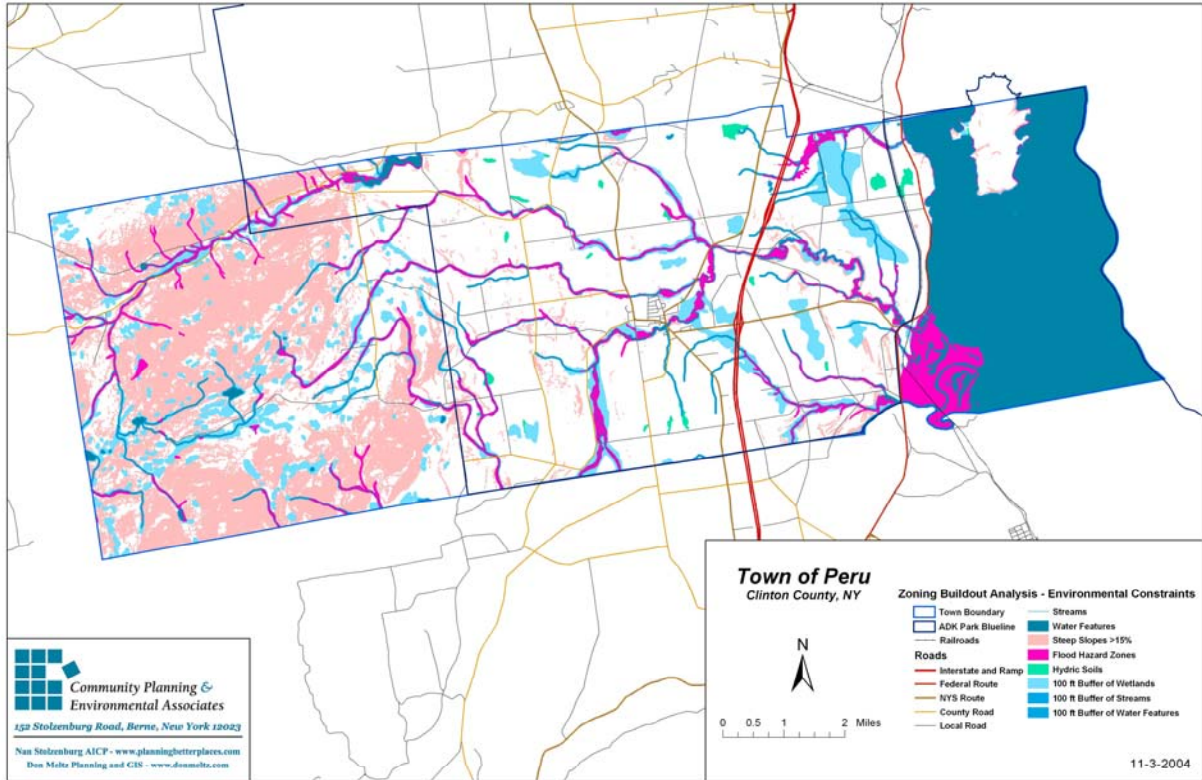 Town of Peru
Clinton County, NY
N
0 0.5 1 2 Miles
Zoning Buildout Analysis - Environmental Constraints
Town Boundary
ADK Park Blueline
Railroads
Roads
Interstate and Ramp
Federal Route
NYS Route
County Road
Local Road
Streams
Water Features
Steep Slopes >15%
Flood Hazard Zones
Hydric Soils
100 ft Buffer of Wetlands
100 ft Buffer of Streams
100 ft Buffer of Water Features
11-3-2004
Community Planning &
Environmental Associates
152 Stolzenburg Road, Berne, New York 12023
Nan Stolzenburg AICP - www.planningbetterplaces.com
Don Meltz Planning and GIS - www.donmeltz.com